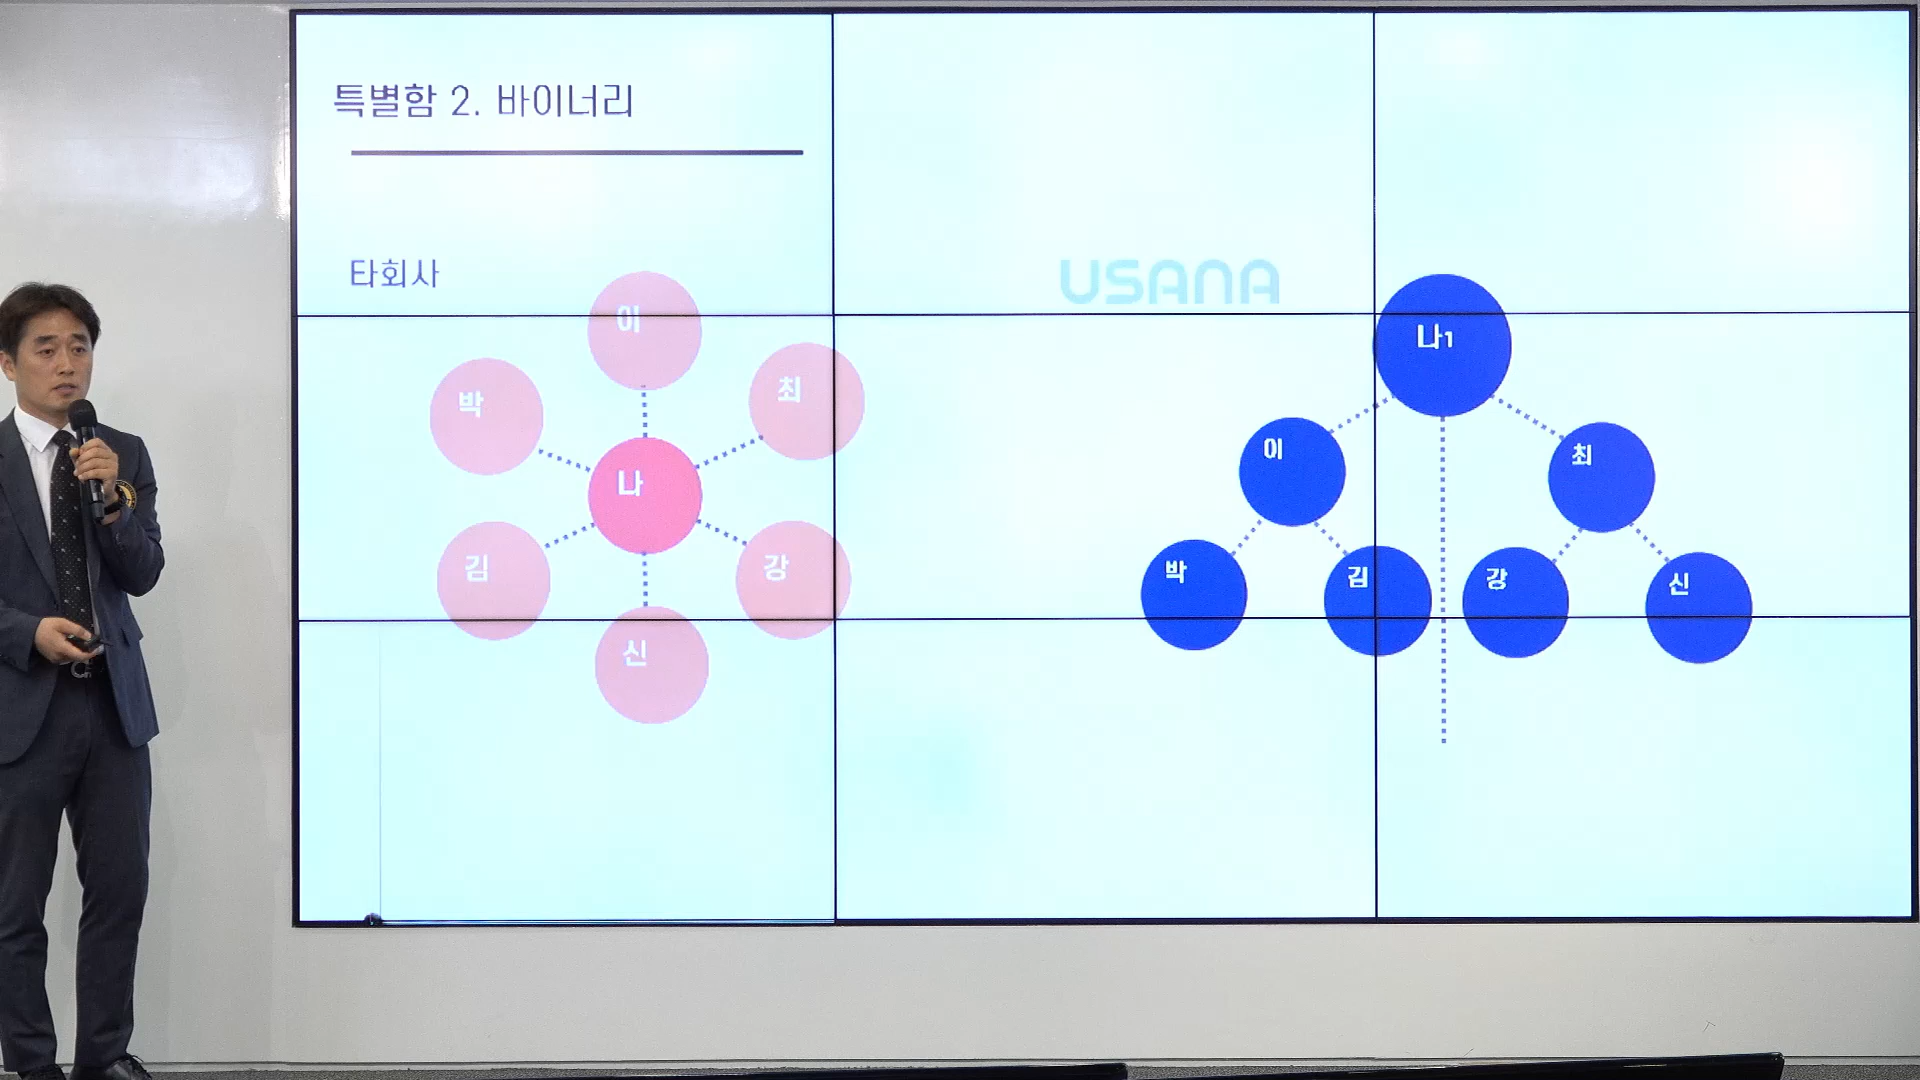 특별함 2. 바이너리
타회사
USANA
이
박
최
나
김
강
신
나1
이
최
박
김
강
신